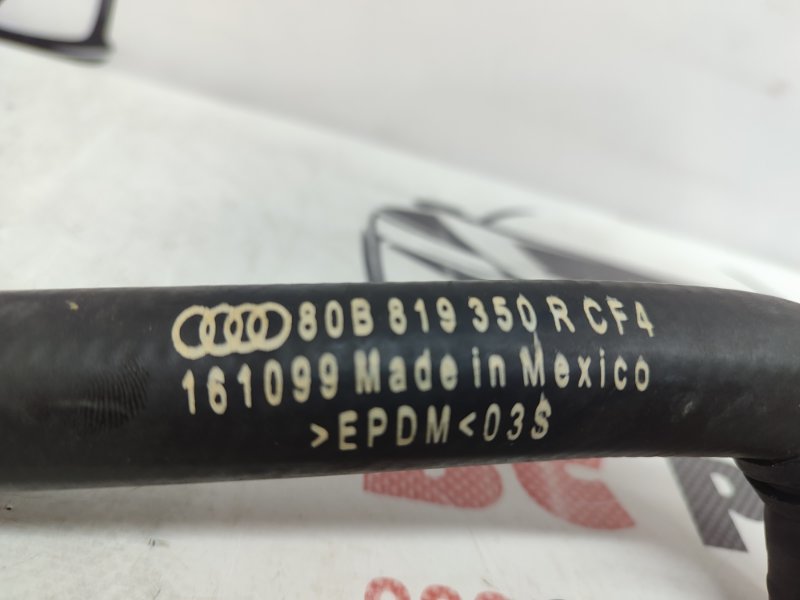 80B 819 350 R CF4
161099 Made in Mexico
>EPDM<03S